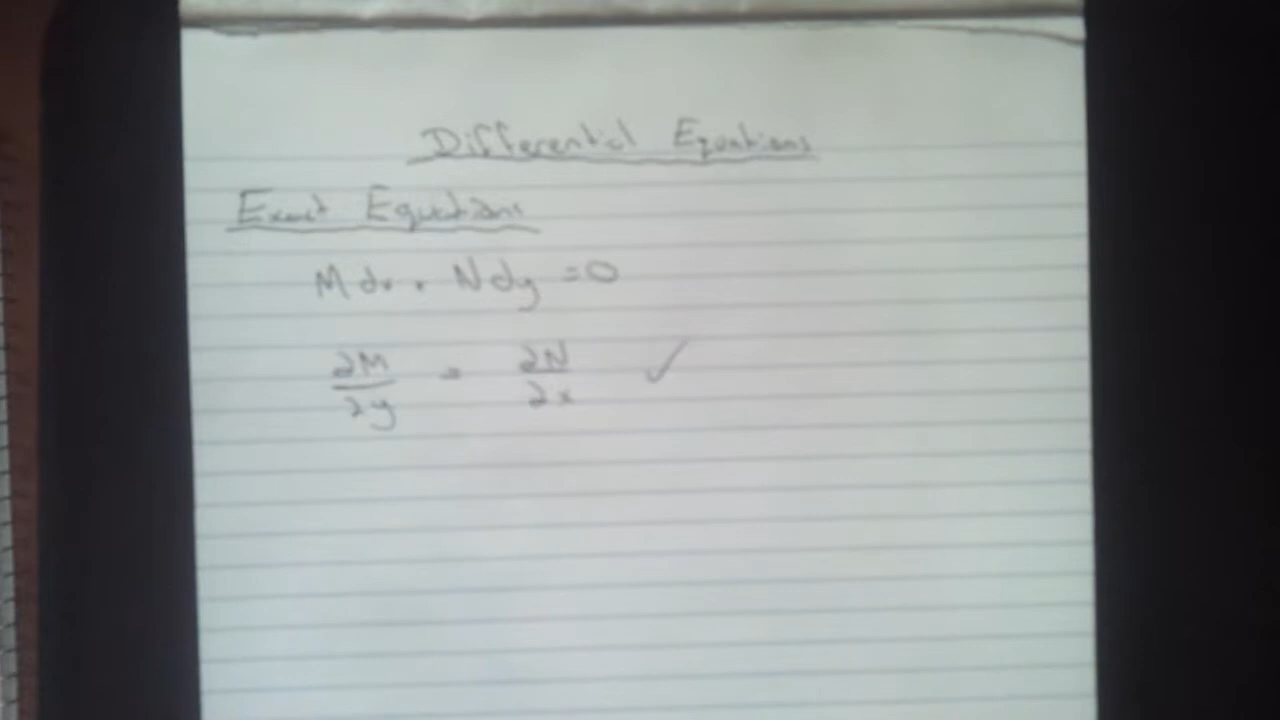 Differential Equations
Exact Equations
M dx + N dy = 0
∂M/∂y = ∂N/∂x ✓